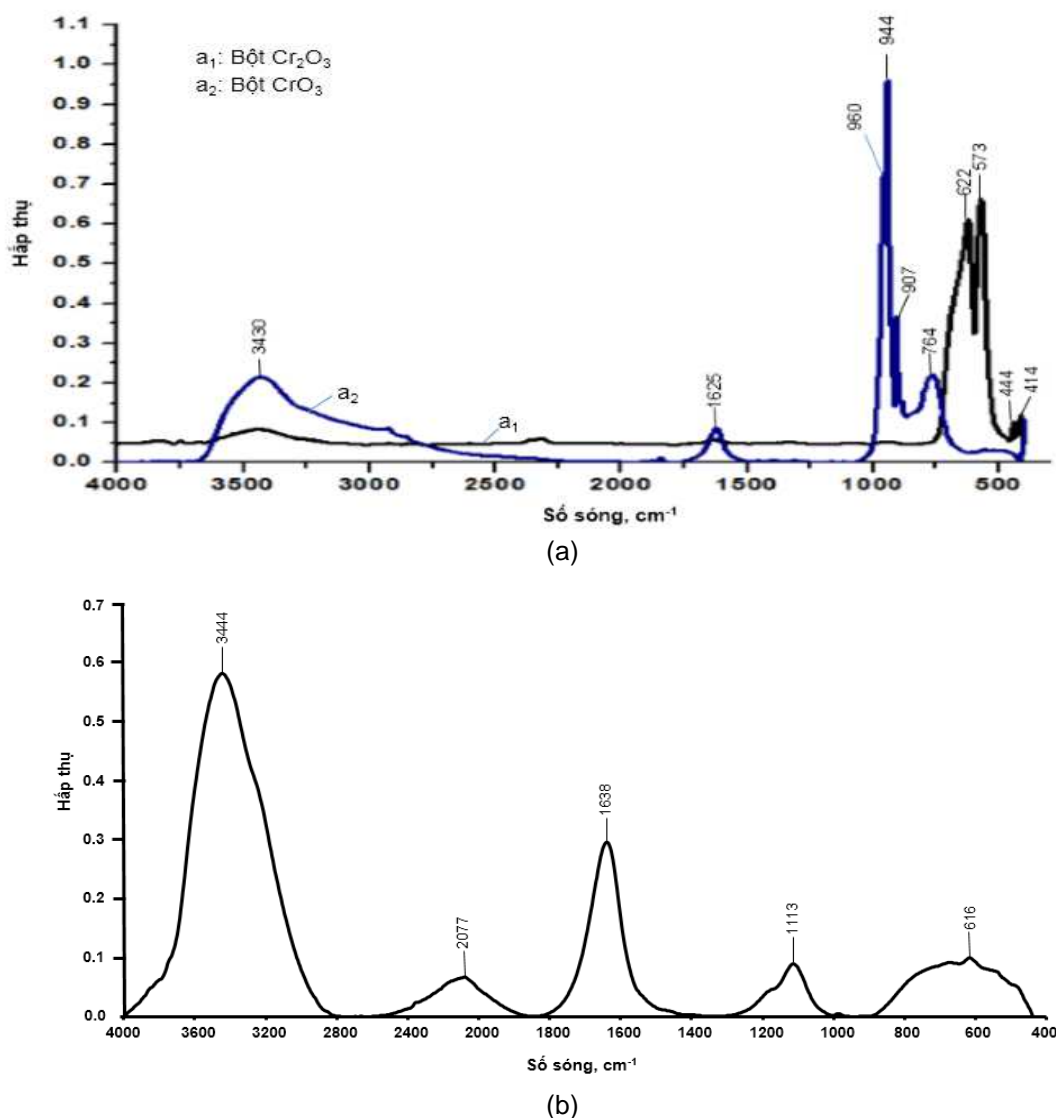 1.1
1.0
0.9
0.8
0.7
0.6
0.5
0.4
0.3
0.2
0.1
0.0
Hấp thụ
a₁: Bột Cr₂O₃
a₂: Bột CrO₃
3430
a₂
a₁
1625
960
944
907
764
622
573
444
414
4000 3500 3000 2500 2000 1500 1000 500
Số sóng, cm⁻¹
(a)
0.7
0.6
0.5
0.4
0.3
0.2
0.1
0.0
Hấp thụ
3444
2077
1638
1113
616
4000 3600 3200 2800 2400 2000 1600 1400 1200 1000 800 600 400
Số sóng, cm⁻¹
(b)